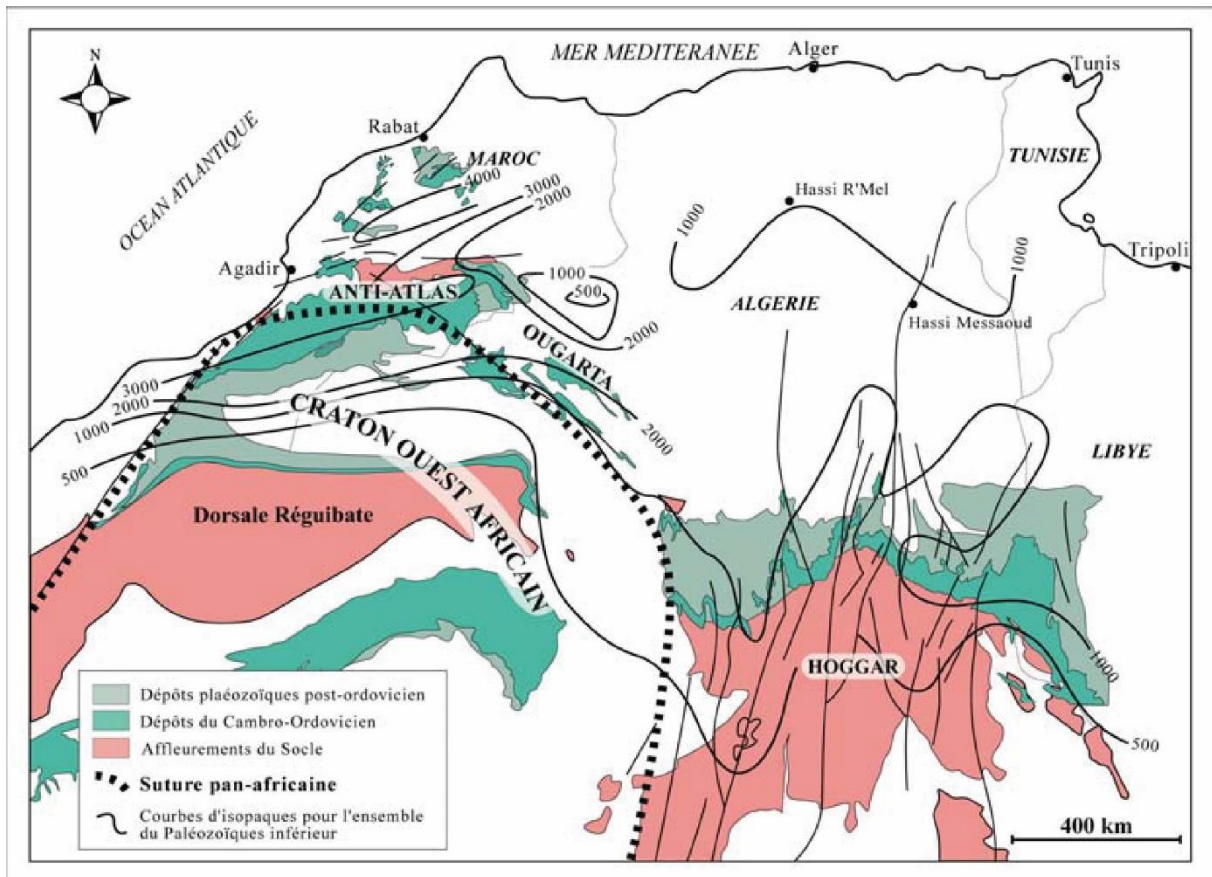 MER MEDITERANEE
Alger
Tunis
N
OCEAN ATLANTIQUE
Rabat
MAROC
TUNISIE
4000
3000
2000
Hassi R'Mel
1000
1000
Tripoli
Agadir
1000
500
ANTI-ATLAS
ALGERIE
Hassi Messaoud
2000
OUGARTA
3000
2000
1000
500
CRATON OUEST AFRICAIN
2000
LIBYE
Dorsale Réguibate
HOGGAR
1000
500
Dépôts plaéozoïques post-ordovicien
Dépôts du Cambro-Ordovicien
Affleurements du Socle
Suture pan-africaine
Courbes d'isopaques pour l'ensemble
du Paléozoïques inférieur
400 km